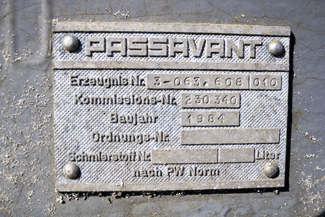 PASSAVANT
Erzeugnis Nr. 3-063.608 010
Kommissions-Nr. 230 340
Baujahr 1984
Ordnungs-Nr.
Schmierstoff Nr. Liter
nach PW Norm